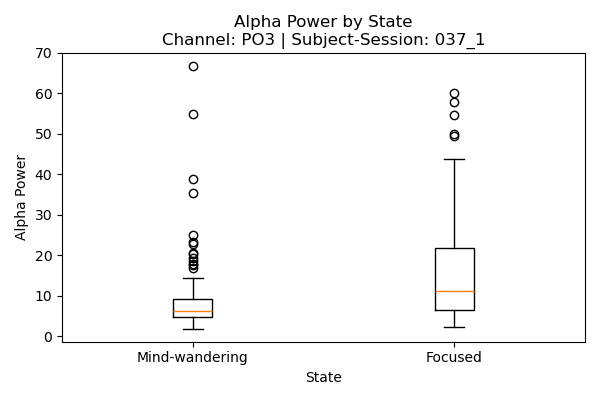 Alpha Power by State
Channel: PO3 | Subject-Session: 037_1
70
60
50
40
30
20
10
0
Alpha Power
Mind-wandering
Focused
State